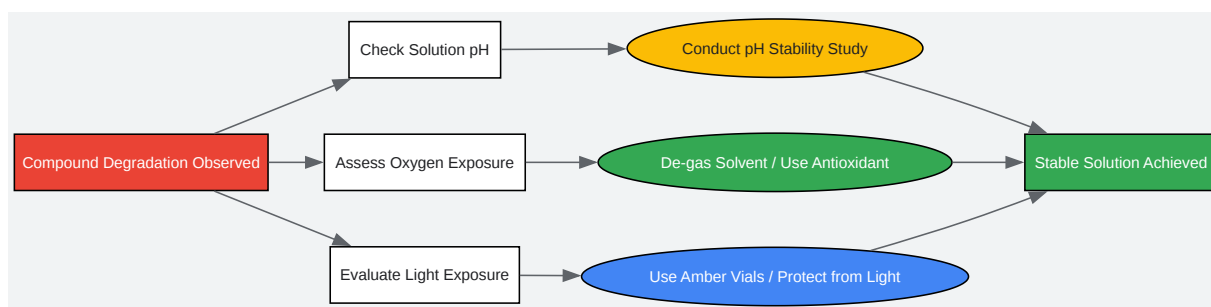 Check Solution pH
Conduct pH Stability Study
Compound Degradation Observed
Assess Oxygen Exposure
De-gas Solvent / Use Antioxidant
Stable Solution Achieved
Evaluate Light Exposure
Use Amber Vials / Protect from Light